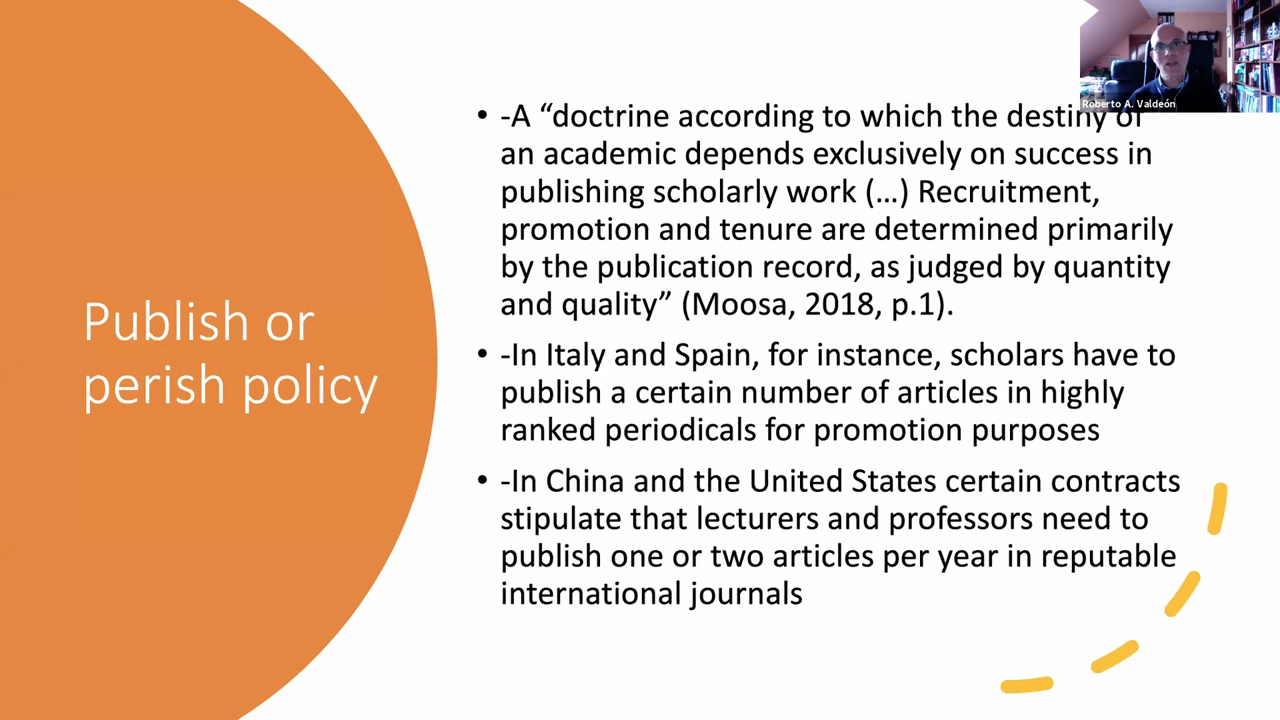 Publish or
perish policy
• -A “doctrine according to which the destiny of
an academic depends exclusively on success in
publishing scholarly work (…) Recruitment,
promotion and tenure are determined primarily
by the publication record, as judged by quantity
and quality” (Moosa, 2018, p.1).
• -In Italy and Spain, for instance, scholars have to
publish a certain number of articles in highly
ranked periodicals for promotion purposes
• -In China and the United States certain contracts
stipulate that lecturers and professors need to
publish one or two articles per year in reputable
international journals
Roberto A. Valdeón